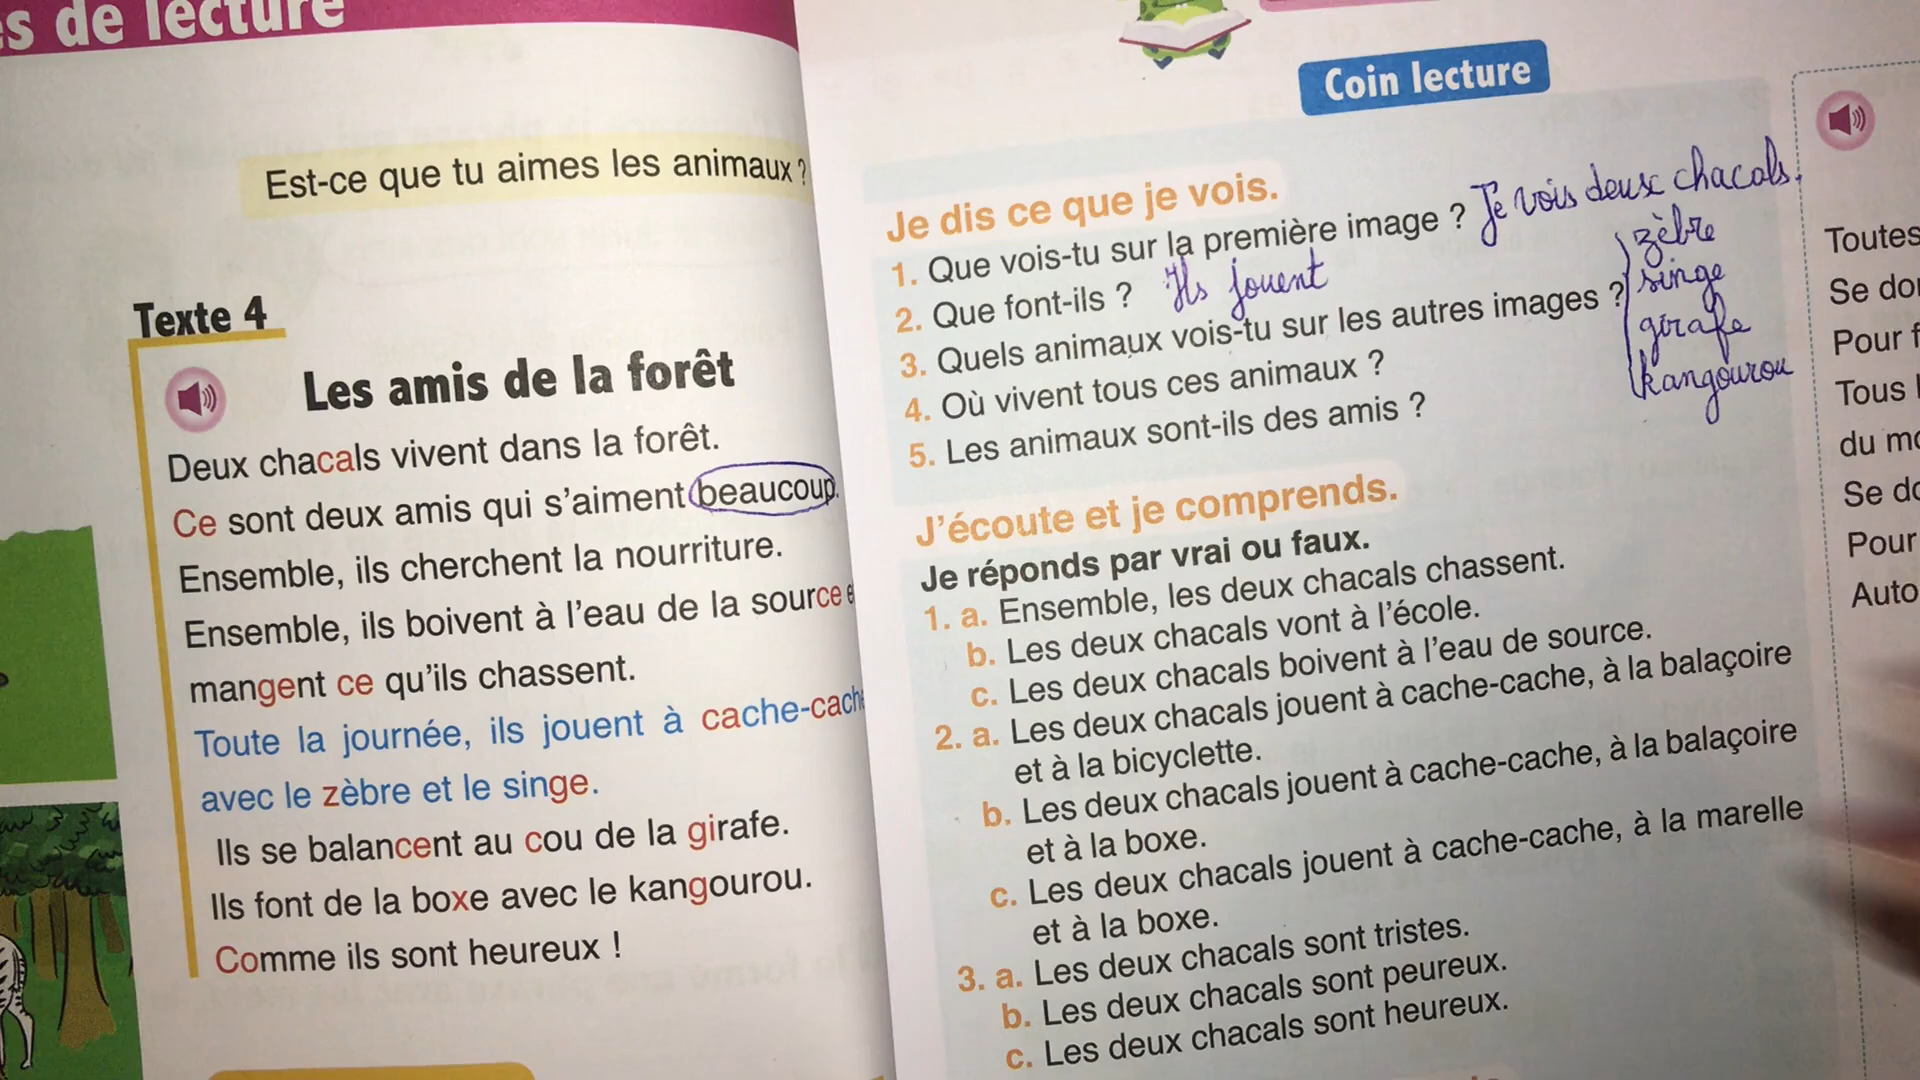 s de lecture
Est-ce que tu aimes les animaux ?
Texte 4
Les amis de la forêt
Deux chacals vivent dans la forêt.
Ce sont deux amis qui s'aiment beaucoup.
Ensemble, ils cherchent la nourriture.
Ensemble, ils boivent à l'eau de la source e
mangent ce qu'ils chassent.
Toute la journée, ils jouent à cache-cach
avec le zèbre et le singe.
Ils se balancent au cou de la girafe.
Ils font de la boxe avec le kangourou.
Comme ils sont heureux !
Coin lecture
Je dis ce que je vois.
1. Que vois-tu sur la première image ? Je vois deux chacals.
2. Que font-ils ? Ils jouent
3. Quels animaux vois-tu sur les autres images ?
zèbre
singe
girafe
kangourou
4. Où vivent tous ces animaux ?
5. Les animaux sont-ils des amis ?
J'écoute et je comprends.
Je réponds par vrai ou faux.
1. a. Ensemble, les deux chacals chassent.
b. Les deux chacals vont à l'école.
c. Les deux chacals boivent à l'eau de source.
2. a. Les deux chacals jouent à cache-cache, à la balaçoire
et à la bicyclette.
b. Les deux chacals jouent à cache-cache, à la balaçoire
et à la boxe.
c. Les deux chacals jouent à cache-cache, à la marelle
et à la boxe.
3. a. Les deux chacals sont tristes.
b. Les deux chacals sont peureux.
c. Les deux chacals sont heureux.
Toutes
Se do
Pour f
Tous
du mo
Se do
Pour
Auto